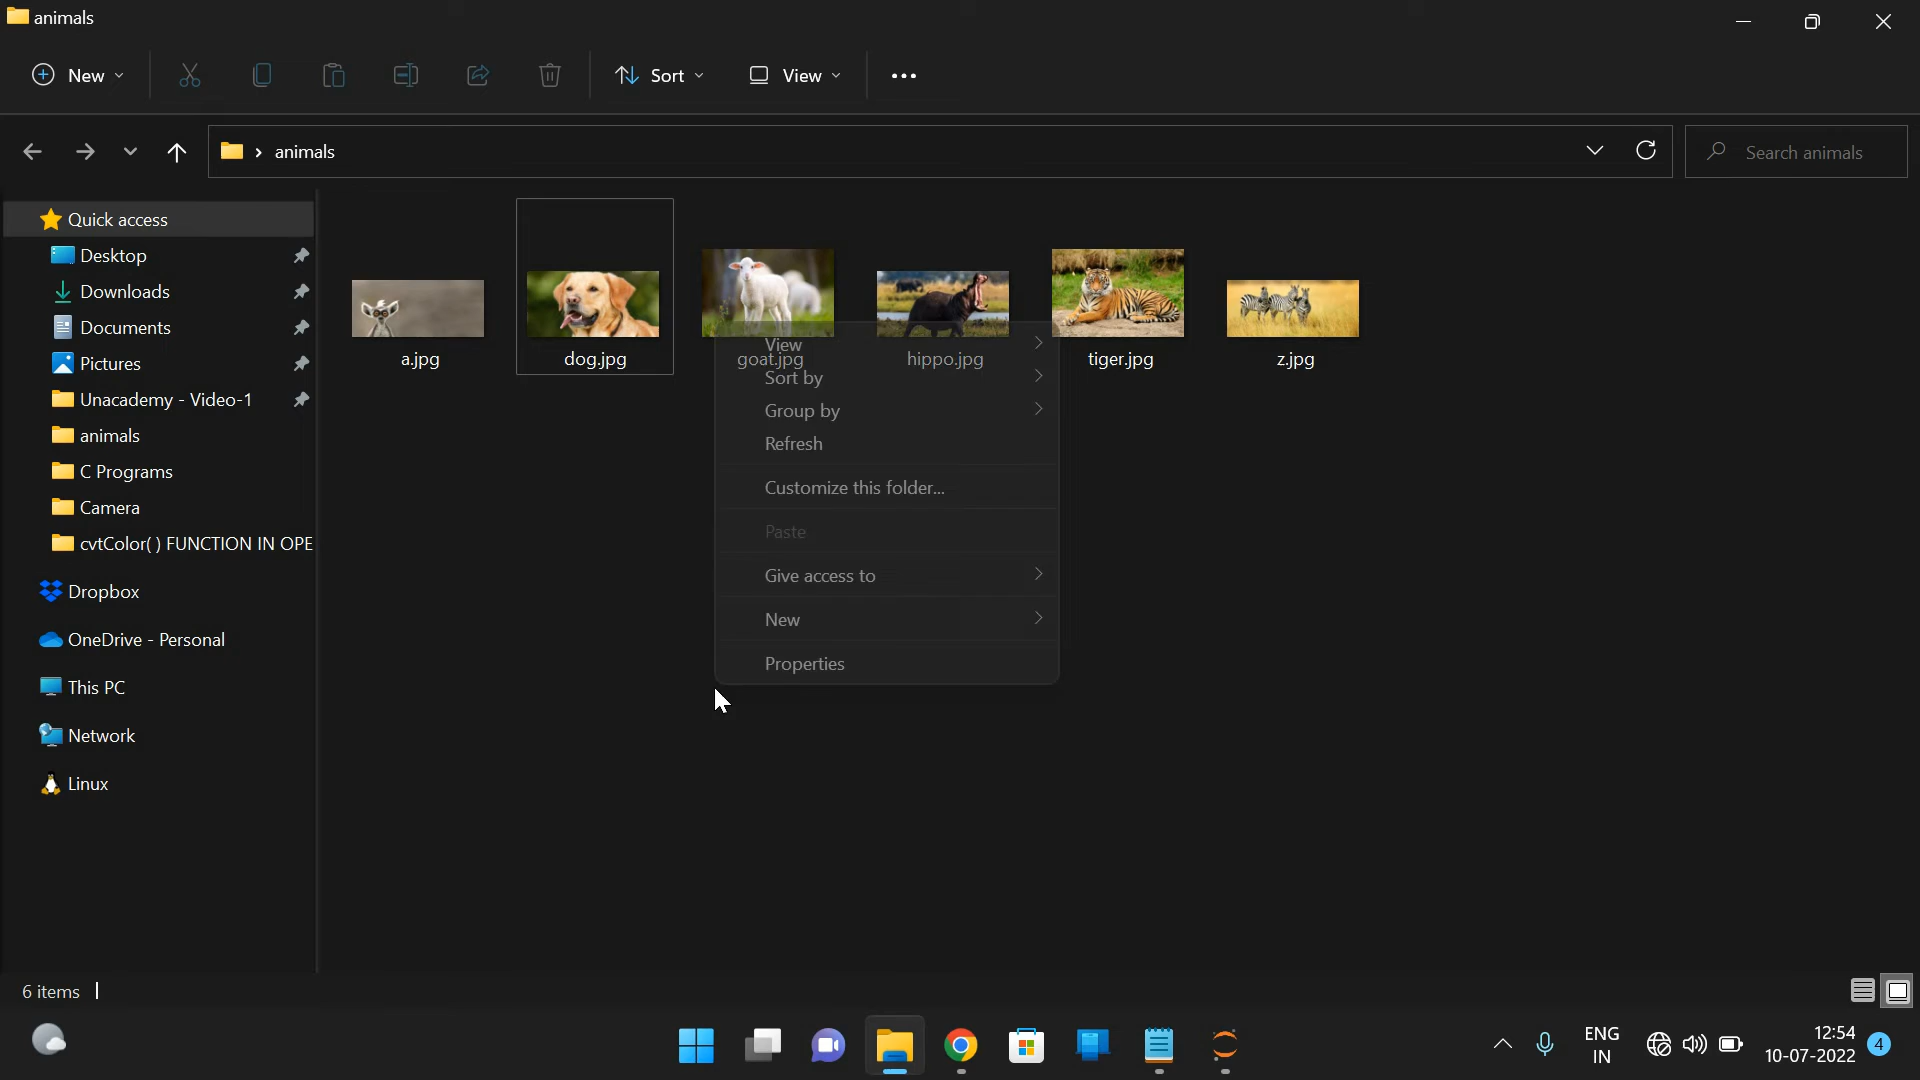 animals
New
Sort
View
animals
Search animals
Quick access
Desktop
Downloads
Documents
Pictures
Unacademy - Video-1
animals
C Programs
Camera
cvtColor( ) FUNCTION IN OPE
Dropbox
OneDrive - Personal
This PC
Network
Linux
a.jpg
dog.jpg
goat.jpg
hippo.jpg
tiger.jpg
z.jpg
View
Sort by
Group by
Refresh
Customize this folder...
Paste
Give access to
New
Properties
6 items
ENG
IN
12:54
10-07-2022
4